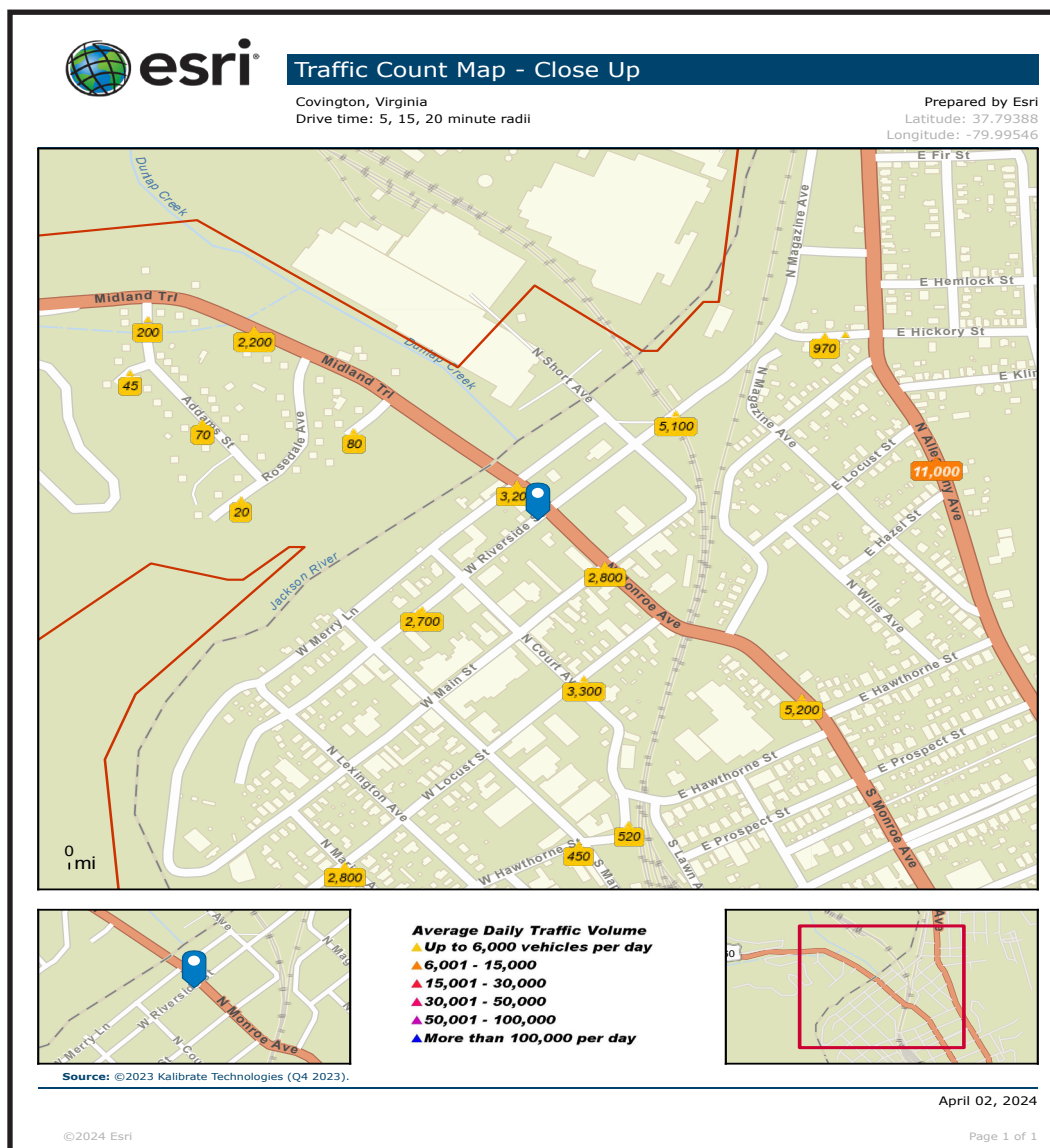 esri®
Traffic Count Map - Close Up
Covington, Virginia
Drive time: 5, 15, 20 minute radii
Prepared by Esri
Latitude: 37.79388
Longitude: -79.99546
Dunlap Creek
E Fir St
N Magazine Ave
Midland Trl
E Hemlock St
200
2,200
E Hickory St
970
Midland Trl
Dunlap Creek
N Short Ave
N Magazine Ave
45
Addams St
70
Rosedale Ave
80
5,100
N Alleghany Ave
E Locust St
11,000
20
3,20
W Riverside
E Hazel St
Jackson River
2,800
N Monroe Ave
N Wills Ave
W Merry Ln
2,700
N Court Ave
W Main St
3,300
E Hawthorne St
5,200
N Lexington Ave
W Locust St
E Hawthorne St
E Prospect St
S Monroe Ave
E Prospect St
520
450
W Hawthorne St
S Lawn A
2,800
0
mi
Ave
W Riverside St
N Mag
N Monroe Ave
N Merry Ln
N Cou
St
Average Daily Traffic Volume
Up to 6,000 vehicles per day
6,001 - 15,000
15,001 - 30,000
30,001 - 50,000
50,001 - 100,000
More than 100,000 per day
Ave
Source: ©2023 Kalibrate Technologies (Q4 2023).
April 02, 2024
©2024 Esri
Page 1 of 1